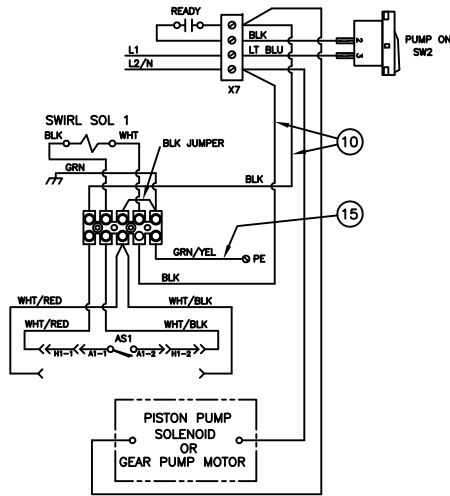 READY
BLK
2
PUMP ON
SW2
L1
LT BLU
3
L2/N
X7
SWIRL SOL 1
BLK
WHT
BLK JUMPER
10
GRN
BLK
15
GRN/YEL
PE
BLK
WHT/RED
WHT/BLK
WHT/RED
WHT/BLK
AS1
H1-1
A1-1
A1-2
H1-2
PISTON PUMP
SOLENOID
OR
GEAR PUMP MOTOR